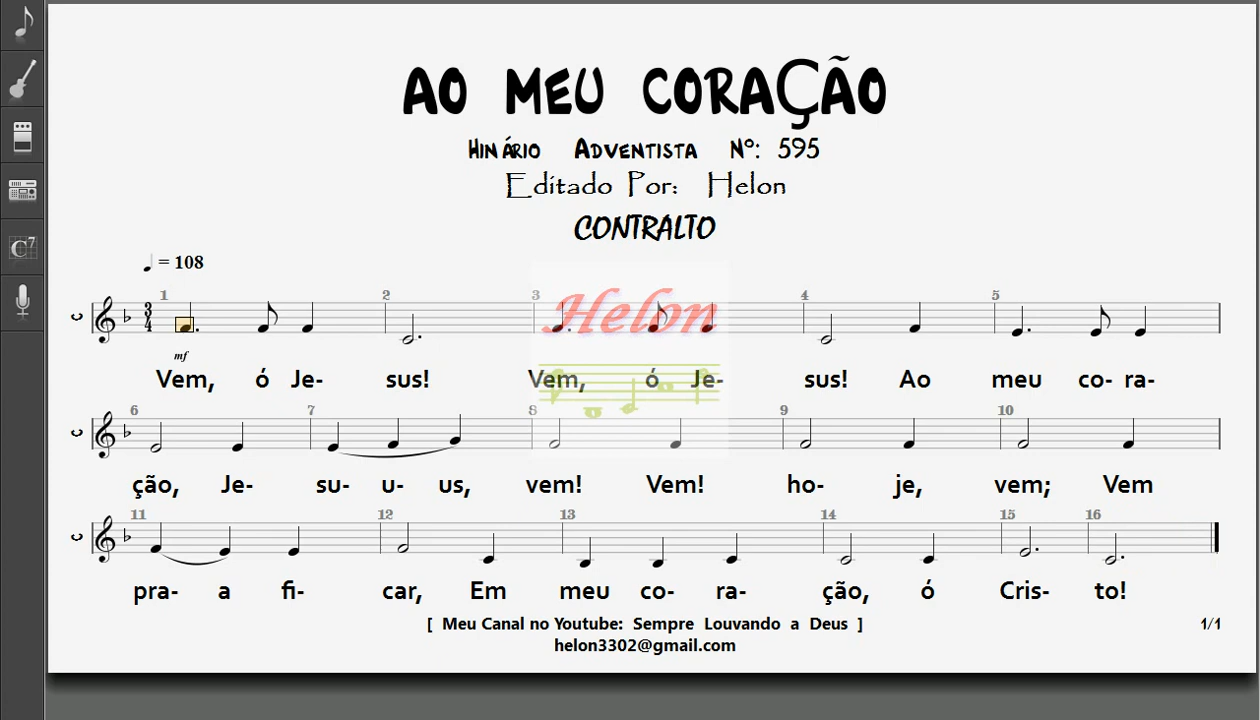 C7
AO MEU CORAÇÃO
Hinário Adventista Nº: 595
Editado Por: Helon
CONTRALTO
= 108
1 2 3 4 5
3
4
Helon
mf
Vem, ó Je- sus! Vem, ó Je- sus! Ao meu co- ra-
6 7 8 9 10
ção, Je- su- u- us, vem! Vem! ho- je, vem; Vem
11 12 13 14 15 16
pra- a fi- car, Em meu co- ra- ção, ó Cris- to!
[ Meu Canal no Youtube: Sempre Louvando a Deus ]
1/1
helon3302@gmail.com